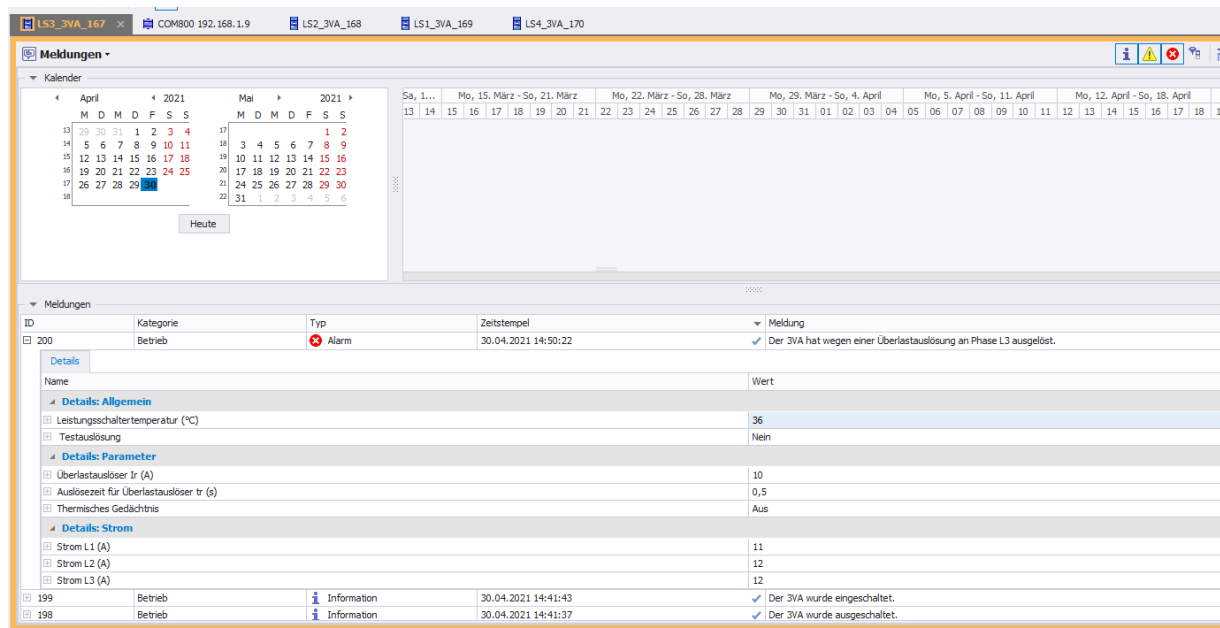 LS3_3VA_167 × COM800 192.168.1.9 LS2_3VA_168 LS1_3VA_169 LS4_3VA_170
Meldungen
Kalender
April 2021 Mai 2021
M D M D F S S M D M D F S S
13 29 30 31 1 2 3 4 17 1 2
14 5 6 7 8 9 10 11 18 3 4 5 6 7 8 9
15 12 13 14 15 16 17 18 19 10 11 12 13 14 15 16
16 19 20 21 22 23 24 25 20 17 18 19 20 21 22 23
17 26 27 28 29 30 21 24 25 26 27 28 29 30
18 22 31 1 2 3 4 5 6
Heute
Sa, 1... Mo, 15. März - So, 21. März Mo, 22. März - So, 28. März Mo, 29. März - So, 4. April Mo, 5. April - So, 11. April Mo, 12. April - So, 18. April
13 14 15 16 17 18 19 20 21 22 23 24 25 26 27 28 29 30 31 01 02 03 04 05 06 07 08 09 10 11 12 13 14 15 16 17 18
Meldungen
ID Kategorie Typ Zeitstempel Meldung
200 Betrieb Alarm 30.04.2021 14:50:22 Der 3VA hat wegen einer Überlastauslösung an Phase L3 ausgelöst.
Details
Name Wert
Details: Allgemein
Leistungsschaltertemperatur (°C) 36
Testauslösung Nein
Details: Parameter
Überlastauslöser Ir (A) 10
Auslösezeit für Überlastauslöser tr (s) 0,5
Thermisches Gedächtnis Aus
Details: Strom
Strom L1 (A) 11
Strom L2 (A) 12
Strom L3 (A) 12
199 Betrieb Information 30.04.2021 14:41:43 Der 3VA wurde eingeschaltet.
198 Betrieb Information 30.04.2021 14:41:37 Der 3VA wurde ausgeschaltet.